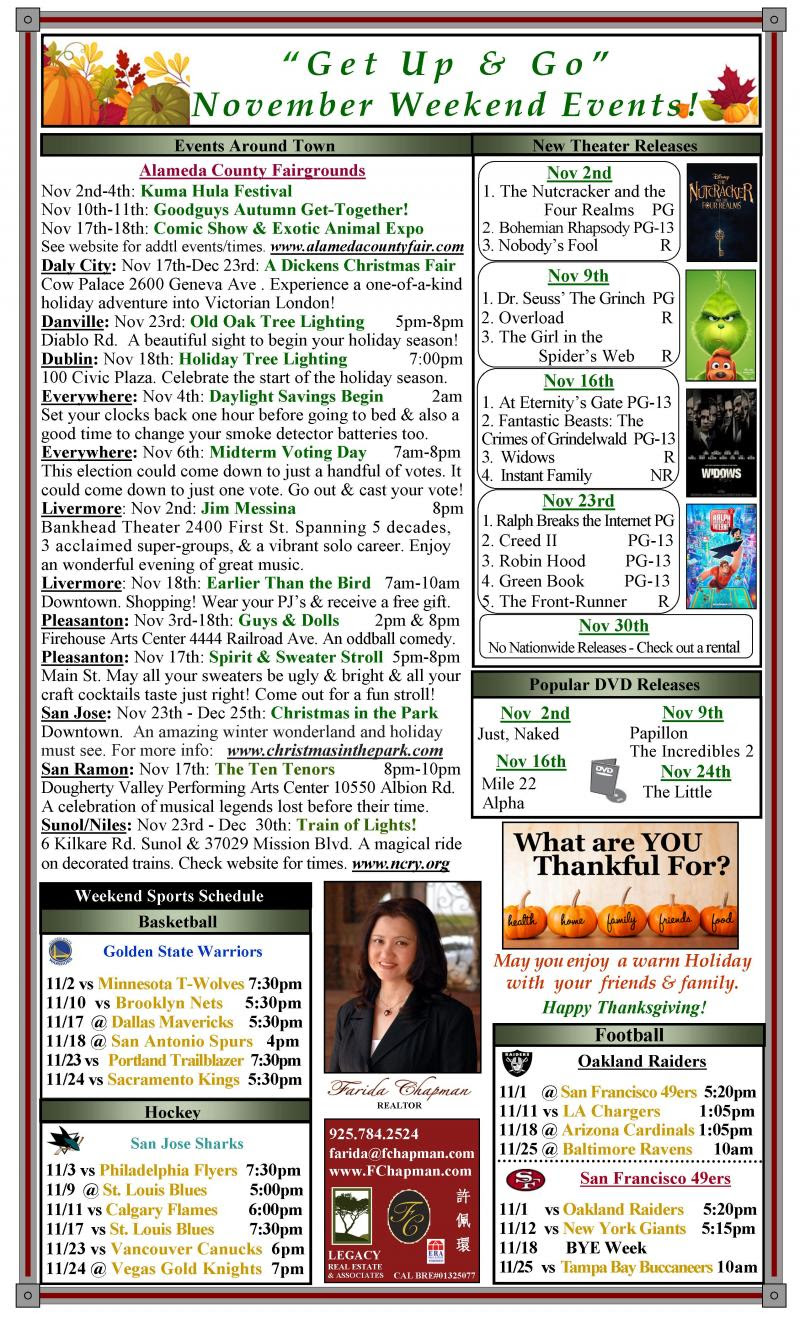 “Get Up & Go”
November Weekend Events!
Events Around Town
Alameda County Fairgrounds
Nov 2nd-4th: Kuma Hula Festival
Nov 10th-11th: Goodguys Autumn Get-Together!
Nov 17th-18th: Comic Show & Exotic Animal Expo
See website for addtl events/times. www.alamedacountyfair.com
Daly City: Nov 17th-Dec 23rd: A Dickens Christmas Fair
Cow Palace 2600 Geneva Ave . Experience a one-of-a-kind
holiday adventure into Victorian London!
Danville: Nov 23rd: Old Oak Tree Lighting 5pm-8pm
Diablo Rd. A beautiful sight to begin your holiday season!
Dublin: Nov 18th: Holiday Tree Lighting 7:00pm
100 Civic Plaza. Celebrate the start of the holiday season.
Everywhere: Nov 4th: Daylight Savings Begin 2am
Set your clocks back one hour before going to bed & also a
good time to change your smoke detector batteries too.
Everywhere: Nov 6th: Midterm Voting Day 7am-8pm
This election could come down to just a handful of votes. It
could come down to just one vote. Go out & cast your vote!
Livermore: Nov 2nd: Jim Messina 8pm
Bankhead Theater 2400 First St. Spanning 5 decades,
3 acclaimed super-groups, & a vibrant solo career. Enjoy
an wonderful evening of great music.
Livermore: Nov 18th: Earlier Than the Bird 7am-10am
Downtown. Shopping! Wear your PJ’s & receive a free gift.
Pleasanton: Nov 3rd-18th: Guys & Dolls 2pm & 8pm
Firehouse Arts Center 4444 Railroad Ave. An oddball comedy.
Pleasanton: Nov 17th: Spirit & Sweater Stroll 5pm-8pm
Main St. May all your sweaters be ugly & bright & all your
craft cocktails taste just right! Come out for a fun stroll!
San Jose: Nov 23th - Dec 25th: Christmas in the Park
Downtown. An amazing winter wonderland and holiday
must see. For more info: www.christmasinthepark.com
San Ramon: Nov 17th: The Ten Tenors 8pm-10pm
Dougherty Valley Performing Arts Center 10550 Albion Rd.
A celebration of musical legends lost before their time.
Sunol/Niles: Nov 23rd - Dec 30th: Train of Lights!
6 Kilkare Rd. Sunol & 37029 Mission Blvd. A magical ride
on decorated trains. Check website for times. www.ncry.org
New Theater Releases
Nov 2nd
1. The Nutcracker and the
Four Realms PG
2. Bohemian Rhapsody PG-13
3. Nobody’s Fool R
Disney
THE
NUTCRACKER
AND THE
FOUR REALMS
Nov 9th
1. Dr. Seuss’ The Grinch PG
2. Overload R
3. The Girl in the
Spider’s Web R
Nov 16th
1. At Eternity’s Gate PG-13
2. Fantastic Beasts: The
Crimes of Grindelwald PG-13
3. Widows R
4. Instant Family NR
WIDOWS
Nov 23rd
1. Ralph Breaks the Internet PG
2. Creed II PG-13
3. Robin Hood PG-13
4. Green Book PG-13
5. The Front-Runner R
RALPH
Nov 30th
No Nationwide Releases - Check out a rental
Popular DVD Releases
Nov 2nd
Just, Naked
Nov 16th
Mile 22
Alpha
DVD
Nov 9th
Papillon
The Incredibles 2
Nov 24th
The Little
What are YOU
Thankful For?
health home family friends food
May you enjoy a warm Holiday
with your friends & family.
Happy Thanksgiving!
Weekend Sports Schedule
Basketball
Golden State Warriors
11/2 vs Minnesota T-Wolves 7:30pm
11/10 vs Brooklyn Nets 5:30pm
11/17 @ Dallas Mavericks 5:30pm
11/18 @ San Antonio Spurs 4pm
11/23 vs Portland Trailblazer 7:30pm
11/24 vs Sacramento Kings 5:30pm
Hockey
San Jose Sharks
11/3 vs Philadelphia Flyers 7:30pm
11/9 @ St. Louis Blues 5:00pm
11/11 vs Calgary Flames 6:00pm
11/17 vs St. Louis Blues 7:30pm
11/23 vs Vancouver Canucks 6pm
11/24 @ Vegas Gold Knights 7pm
Farida Chapman
REALTOR
925.784.2524
farida@fchapman.com
www.FChapman.com
FC
許
佩
環
ERA
LEGACY
REAL ESTATE
& ASSOCIATES
CAL BRE#01325077
Football
RAIDERS
Oakland Raiders
11/1 @ San Francisco 49ers 5:20pm
11/11 vs LA Chargers 1:05pm
11/18 @ Arizona Cardinals 1:05pm
11/25 @ Baltimore Ravens 10am
SF
San Francisco 49ers
11/1 vs Oakland Raiders 5:20pm
11/12 vs New York Giants 5:15pm
11/18 BYE Week
11/25 vs Tampa Bay Buccaneers 10am